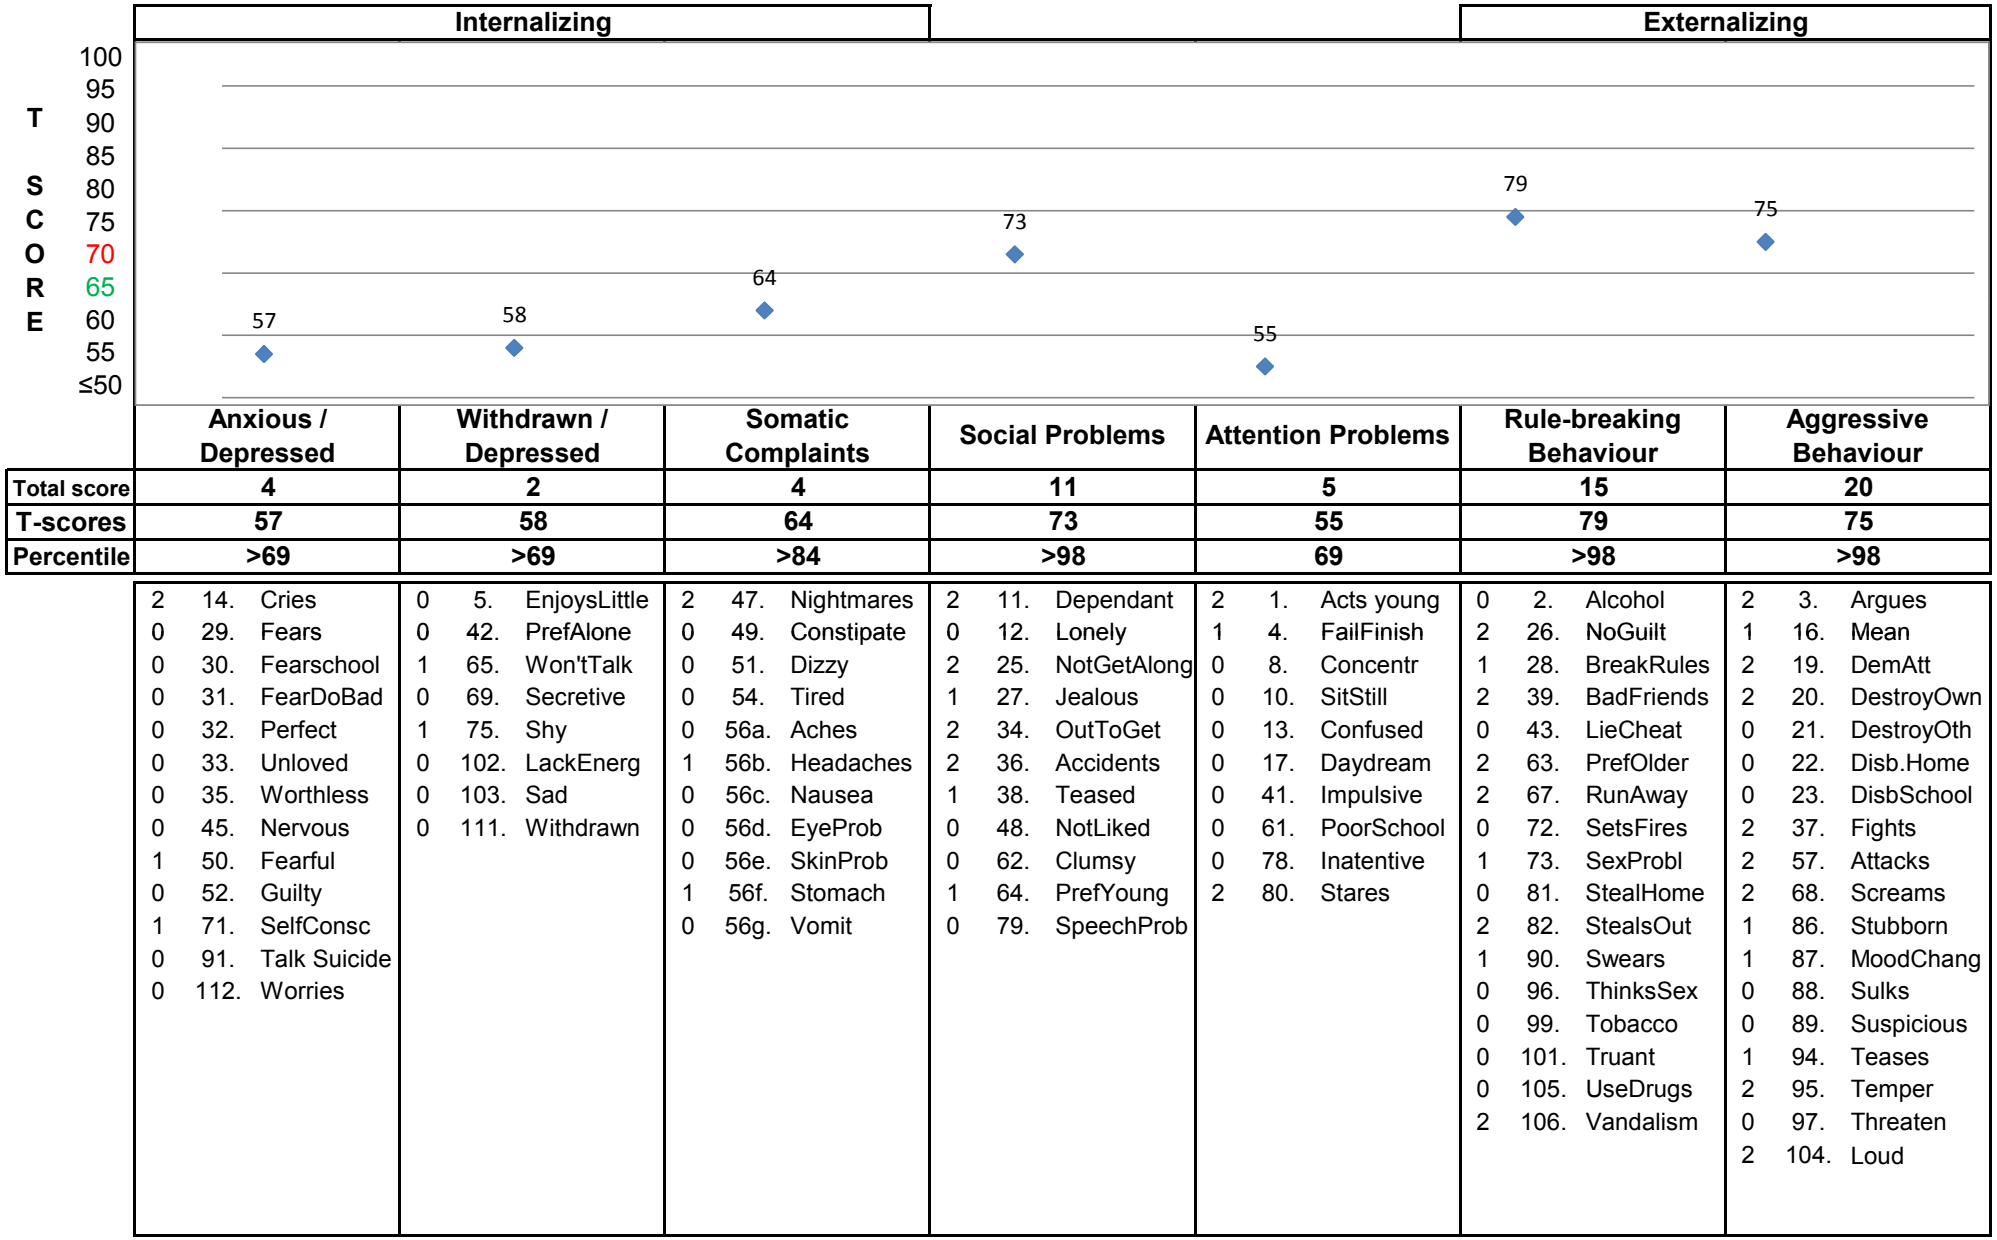 Internalizing Externalizing
100
95
T 90
85
S 80
C 75
O 70
R 65
E 60
55
≤50
57 58 64 73 55 79 75
Anxious / Depressed
Withdrawn / Depressed
Somatic Complaints
Social Problems
Attention Problems
Rule-breaking Behaviour
Aggressive Behaviour
Total score 4 2 4 11 5 15 20
T-scores 57 58 64 73 55 79 75
Percentile >69 >69 >84 >98 69 >98 >98
2 14. Cries
0 29. Fears
0 30. Fearschool
0 31. FearDoBad
0 32. Perfect
0 33. Unloved
0 35. Worthless
0 45. Nervous
1 50. Fearful
0 52. Guilty
1 71. SelfConsc
0 91. Talk Suicide
0 112. Worries
0 5. EnjoysLittle
0 42. PrefAlone
1 65. Won'tTalk
0 69. Secretive
1 75. Shy
0 102. LackEnerg
0 103. Sad
0 111. Withdrawn
2 47. Nightmares
0 49. Constipate
0 51. Dizzy
0 54. Tired
0 56a. Aches
1 56b. Headaches
0 56c. Nausea
0 56d. EyeProb
0 56e. SkinProb
1 56f. Stomach
0 56g. Vomit
2 11. Dependant
0 12. Lonely
2 25. NotGetAlong
1 27. Jealous
2 34. OutToGet
2 36. Accidents
1 38. Teased
0 48. NotLiked
0 62. Clumsy
1 64. PrefYoung
0 79. SpeechProb
2 1. Acts young
1 4. FailFinish
0 8. Concentr
0 10. SitStill
0 13. Confused
0 17. Daydream
0 41. Impulsive
0 61. PoorSchool
0 78. Inatentive
2 80. Stares
0 2. Alcohol
2 26. NoGuilt
1 28. BreakRules
2 39. BadFriends
0 43. LieCheat
2 63. PrefOlder
2 67. RunAway
0 72. SetsFires
1 73. SexProbl
0 81. StealHome
2 82. StealsOut
1 90. Swears
0 96. ThinksSex
0 99. Tobacco
0 101. Truant
0 105. UseDrugs
2 106. Vandalism
2 3. Argues
1 16. Mean
2 19. DemAtt
2 20. DestroyOwn
0 21. DestroyOth
0 22. Disb.Home
0 23. DisbSchool
2 37. Fights
2 57. Attacks
2 68. Screams
1 86. Stubborn
1 87. MoodChang
0 88. Sulks
0 89. Suspicious
1 94. Teases
2 95. Temper
0 97. Threaten
2 104. Loud